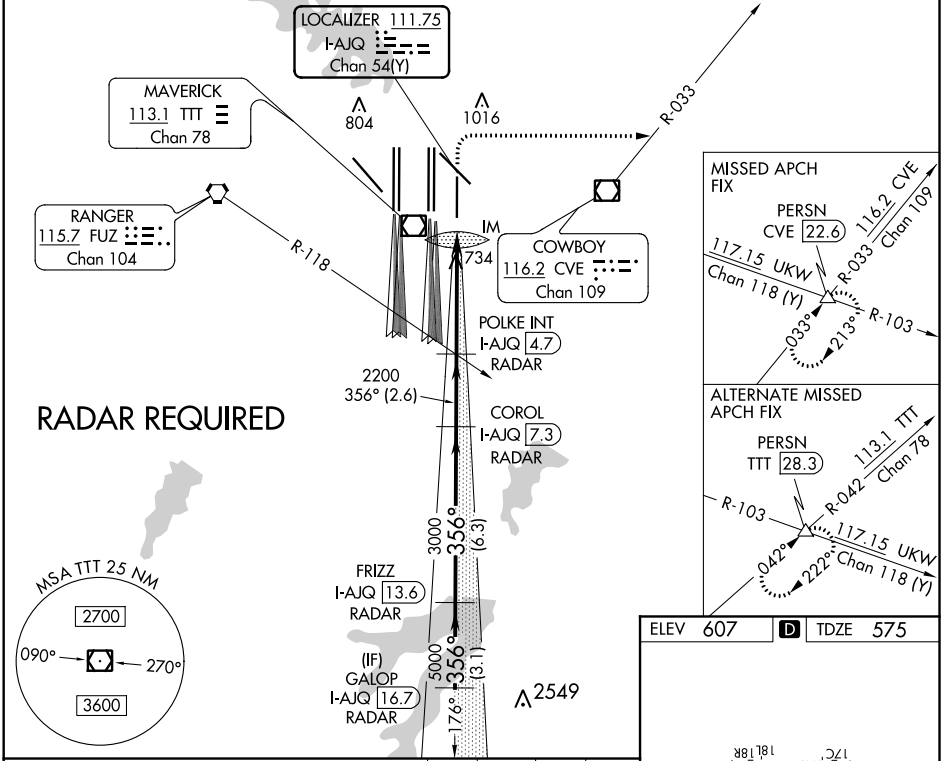 LOCALIZER 111.75
I-AJQ
Chan 54(Y)
MAVERICK
113.1 TTT
Chan 78
804
1016
R-033
RANGER
115.7 FUZ
Chan 104
R-118
IM
734
COWBOY
116.2 CVE
Chan 109
POLKE INT
I-AJQ 4.7
RADAR
2200
356° (2.6)
COROL
I-AJQ 7.3
RADAR
RADAR REQUIRED
3000
356°
(6.3)
FRIZZ
I-AJQ 13.6
RADAR
5000
356°
(3.1)
(IF)
GALOP
I-AJQ 16.7
RADAR
176°
2549
MSA TTT 25 NM
2700
090°
270°
3600
MISSED APCH
FIX
PERSN
CVE 22.6
116.2 CVE
Chan 109
R-033
117.15 UKW
Chan 118 (Y)
R-103
033°
213°
ALTERNATE MISSED
APCH FIX
PERSN
TTT 28.3
113.1 TTT
Chan 78
R-042
R-103
117.15 UKW
Chan 118 (Y)
042°
222°
ELEV 607 D TDZE 575
18R 18L 17C